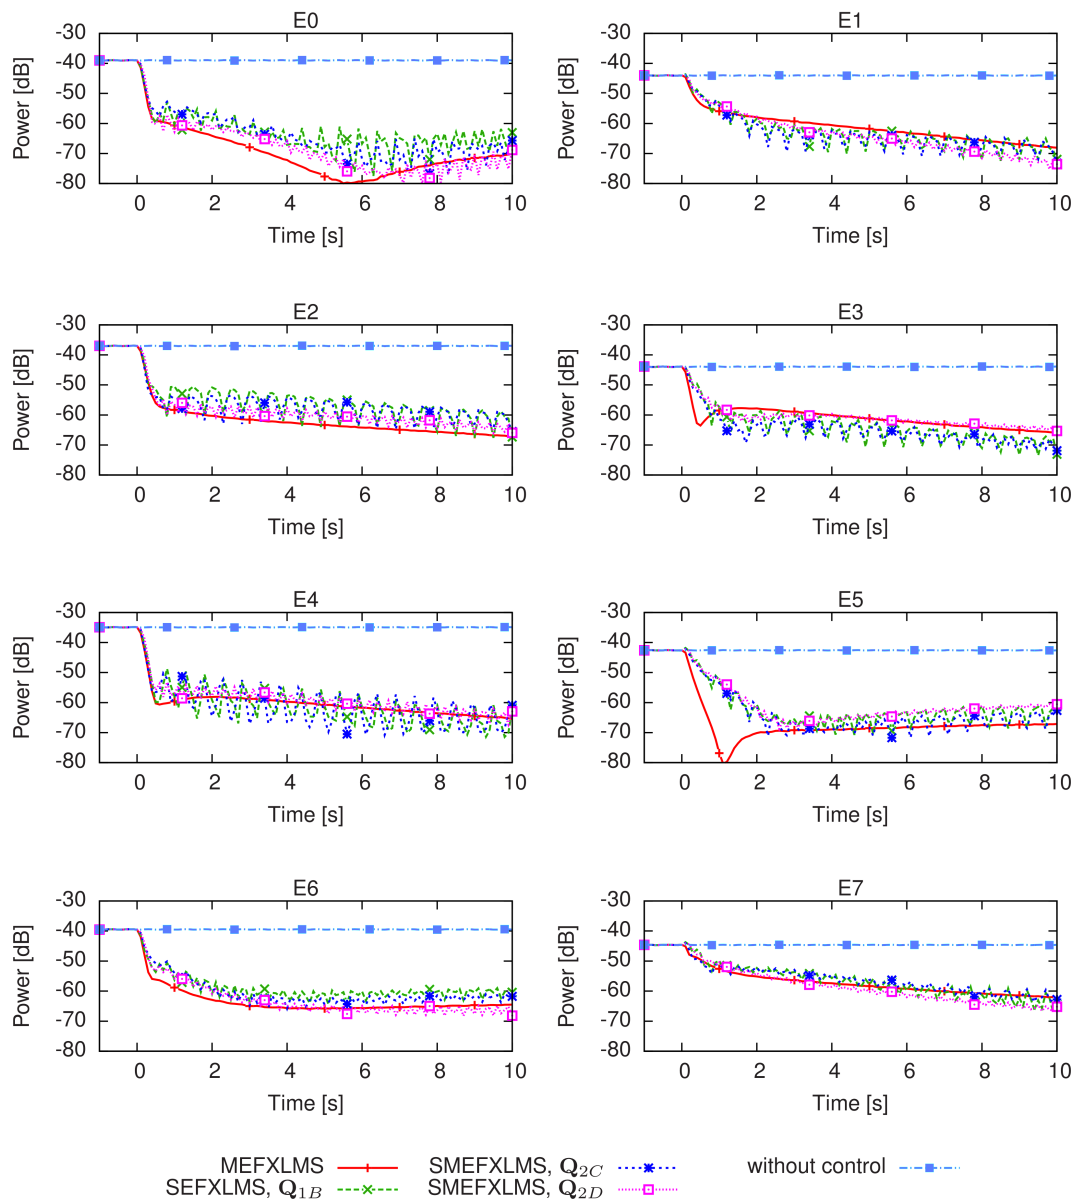 E0
E1
-30
-40
-50
-60
-70
-80
Power [dB]
0 2 4 6 8 10
Time [s]
-30
-40
-50
-60
-70
-80
Power [dB]
0 2 4 6 8 10
Time [s]
E2
E3
-30
-40
-50
-60
-70
-80
Power [dB]
0 2 4 6 8 10
Time [s]
-30
-40
-50
-60
-70
-80
Power [dB]
0 2 4 6 8 10
Time [s]
E4
E5
-30
-40
-50
-60
-70
-80
Power [dB]
0 2 4 6 8 10
Time [s]
-30
-40
-50
-60
-70
-80
Power [dB]
0 2 4 6 8 10
Time [s]
E6
E7
-30
-40
-50
-60
-70
-80
Power [dB]
0 2 4 6 8 10
Time [s]
-30
-40
-50
-60
-70
-80
Power [dB]
0 2 4 6 8 10
Time [s]
MEFXLMS
SEFXLMS, Q1B
SMEFXLMS, Q2C
SMEFXLMS, Q2D
without control